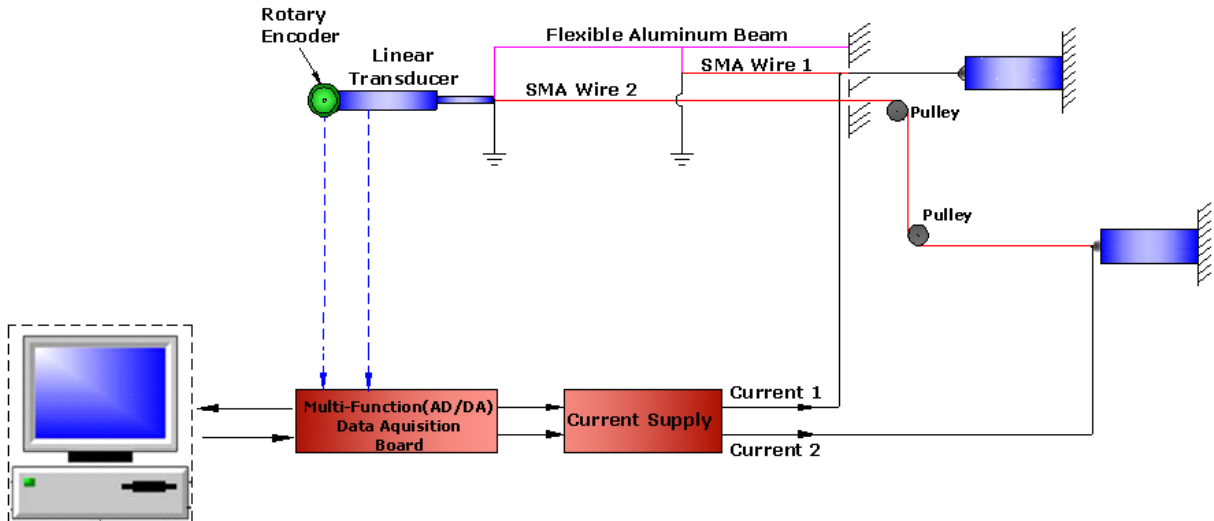 Rotary
Encoder
Linear
Transducer
Flexible Aluminum Beam
SMA Wire 1
SMA Wire 2
Pulley
Pulley
Multi-Function(AD/DA)
Data Aquisition
Board
Current Supply
Current 1
Current 2